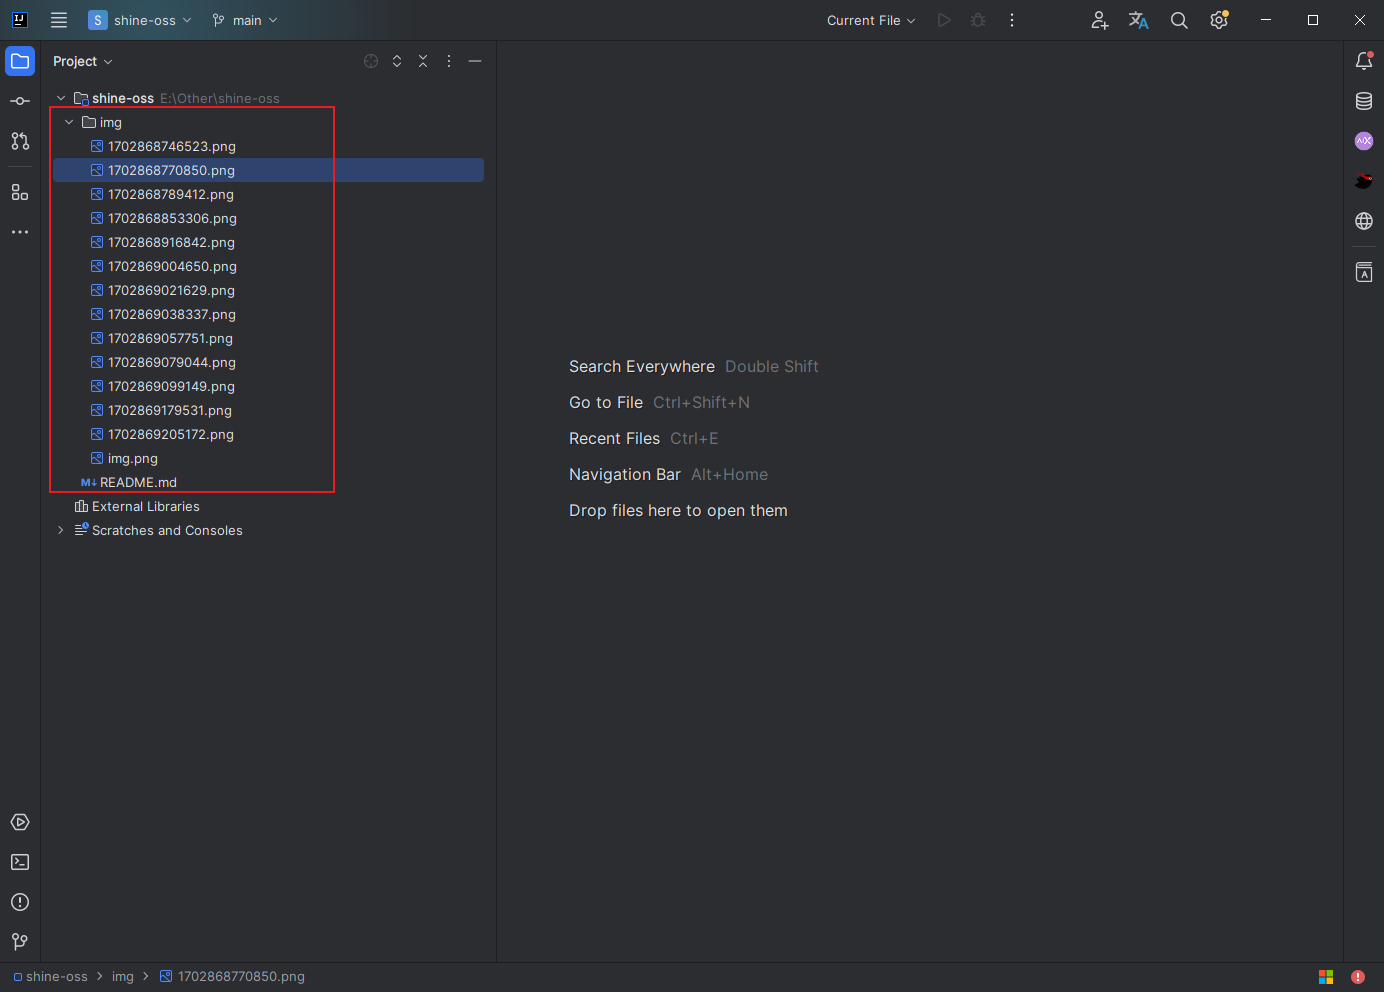 IJ S shine-oss main Current File
Project
shine-oss E:\Other\shine-oss
img
1702868746523.png
1702868770850.png
1702868789412.png
1702868853306.png
1702868916842.png
1702869004650.png
1702869021629.png
1702869038337.png
1702869057751.png
1702869079044.png
1702869099149.png
1702869179531.png
1702869205172.png
img.png
M↓ README.md
External Libraries
Scratches and Consoles
Search Everywhere Double Shift
Go to File Ctrl+Shift+N
Recent Files Ctrl+E
Navigation Bar Alt+Home
Drop files here to open them
shine-oss > img > 1702868770850.png